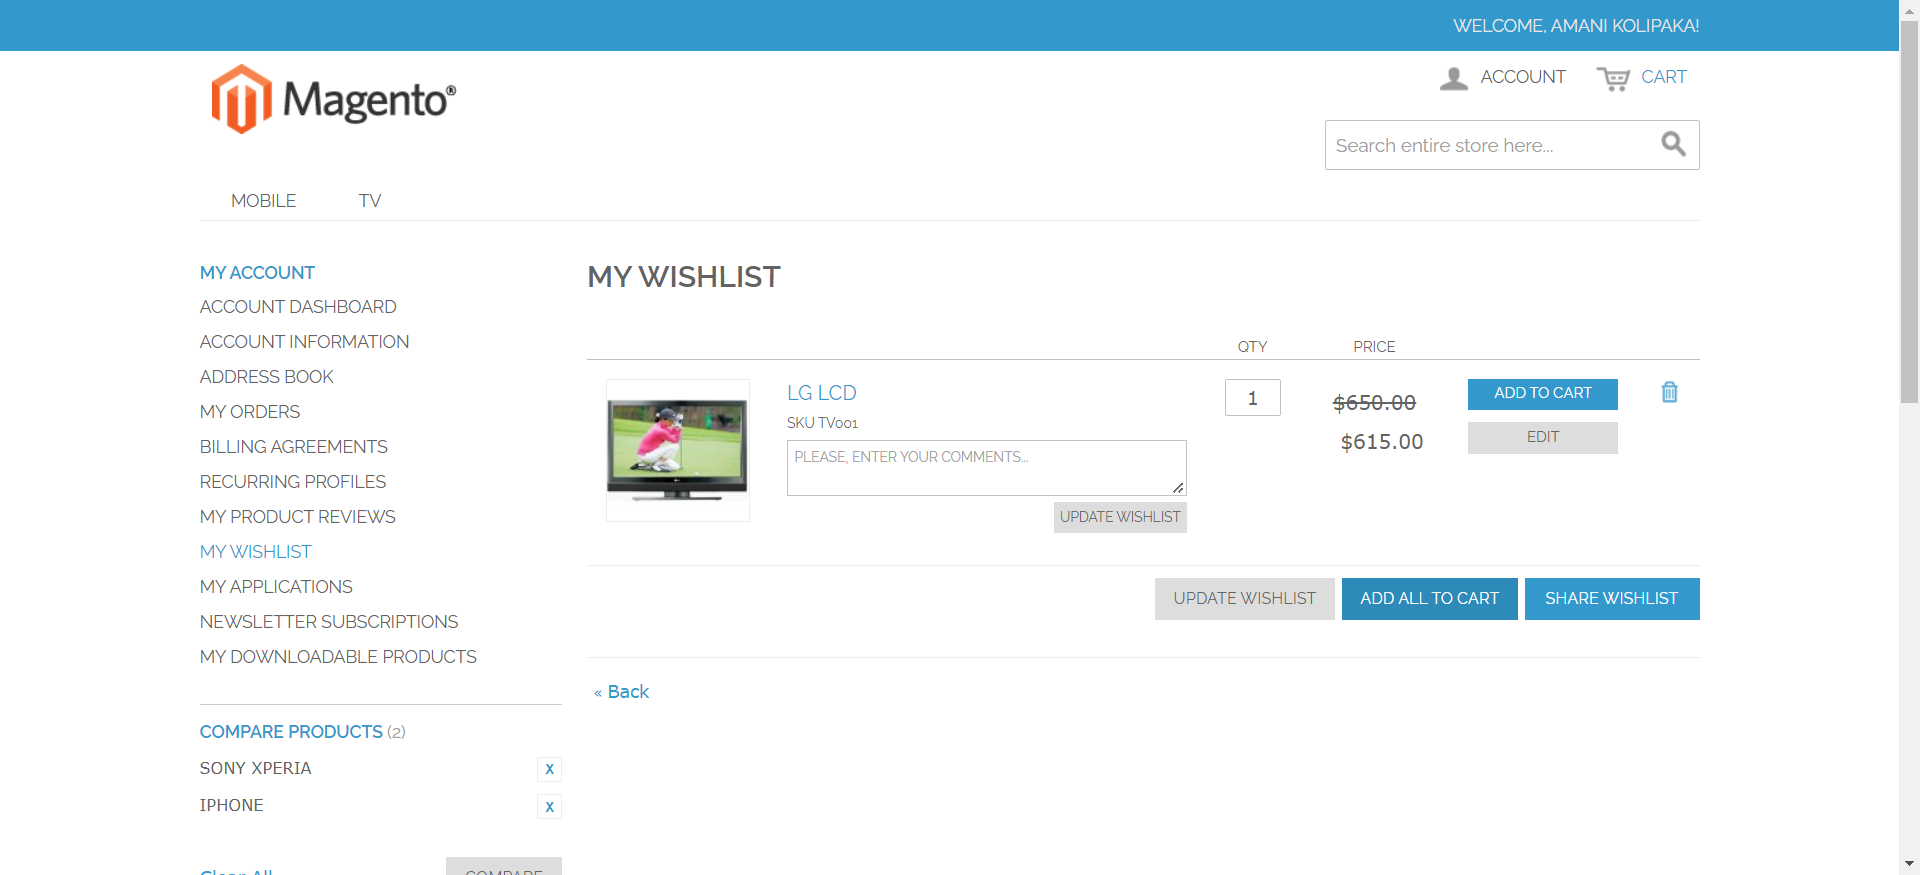 WELCOME, AMANI KOLIPAKA!
Magento®
ACCOUNT
CART
Search entire store here...
MOBILE
TV
MY ACCOUNT
ACCOUNT DASHBOARD
ACCOUNT INFORMATION
ADDRESS BOOK
MY ORDERS
BILLING AGREEMENTS
RECURRING PROFILES
MY PRODUCT REVIEWS
MY WISHLIST
MY APPLICATIONS
NEWSLETTER SUBSCRIPTIONS
MY DOWNLOADABLE PRODUCTS
COMPARE PRODUCTS (2)
SONY XPERIA
X
IPHONE
X
Clear All
COMPARE
MY WISHLIST
QTY
PRICE
LG LCD
SKU TV001
PLEASE, ENTER YOUR COMMENTS...
UPDATE WISHLIST
1
$650.00
$615.00
ADD TO CART
EDIT
UPDATE WISHLIST
ADD ALL TO CART
SHARE WISHLIST
« Back